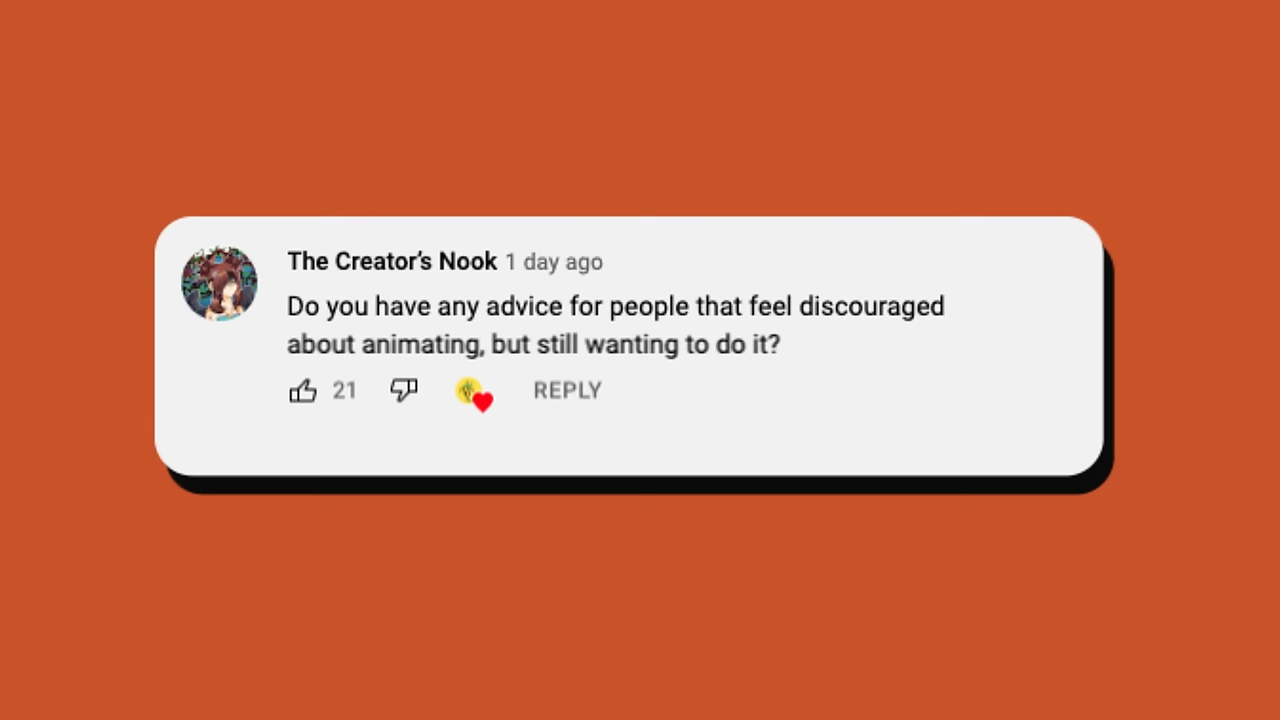 The Creator's Nook 1 day ago
Do you have any advice for people that feel discouraged
about animating, but still wanting to do it?
21 REPLY